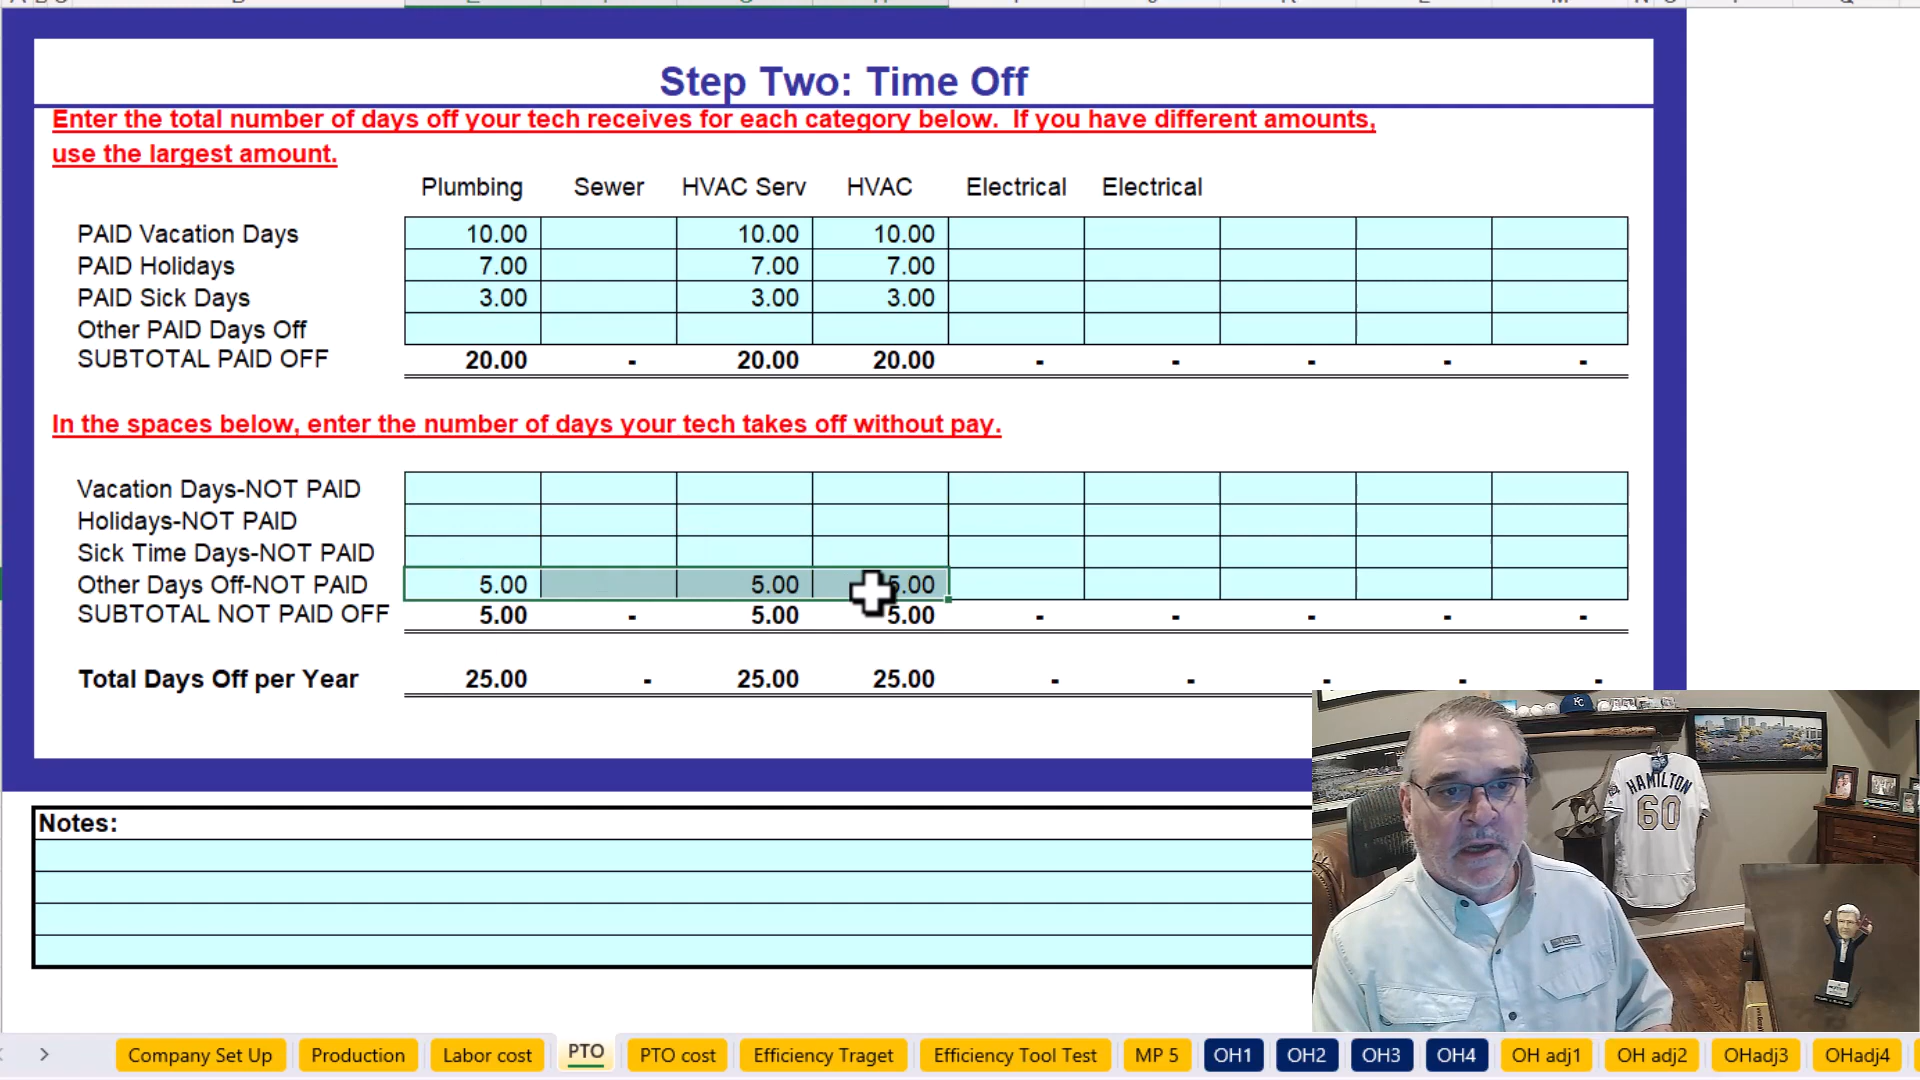 Step Two: Time Off
Enter the total number of days off your tech receives for each category below. If you have different amounts,
use the largest amount.
Plumbing Sewer HVAC Serv HVAC Electrical Electrical
PAID Vacation Days 10.00 10.00 10.00
PAID Holidays 7.00 7.00 7.00
PAID Sick Days 3.00 3.00 3.00
Other PAID Days Off
SUBTOTAL PAID OFF 20.00 - 20.00 20.00 - - - - -
In the spaces below, enter the number of days your tech takes off without pay.
Vacation Days-NOT PAID
Holidays-NOT PAID
Sick Time Days-NOT PAID
Other Days Off-NOT PAID 5.00 5.00 5.00
SUBTOTAL NOT PAID OFF 5.00 - 5.00 5.00 - - - - -
Total Days Off per Year 25.00 - 25.00 25.00 - - - - -
KC
HAMILTON
60
Notes:
Company Set Up Production Labor cost PTO PTO cost Efficiency Traget Efficiency Tool Test MP 5 OH1 OH2 OH3 OH4 OH adj1 OH adj2 OHadj3 OHadj4